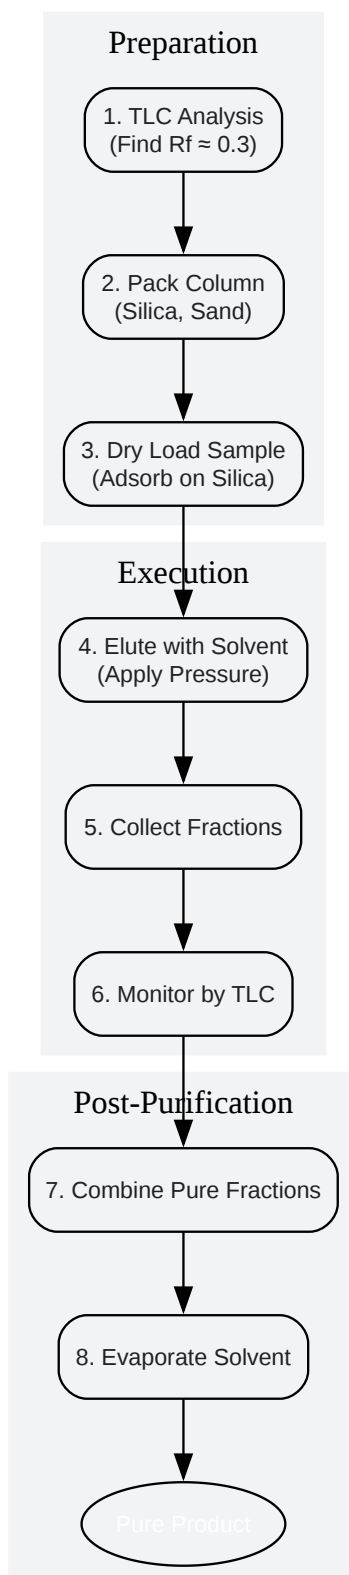 Preparation
1. TLC Analysis
(Find Rf ≈ 0.3)
2. Pack Column
(Silica, Sand)
3. Dry Load Sample
(Adsorb on Silica)
Execution
4. Elute with Solvent
(Apply Pressure)
5. Collect Fractions
6. Monitor by TLC
Post-Purification
7. Combine Pure Fractions
8. Evaporate Solvent
Pure Product